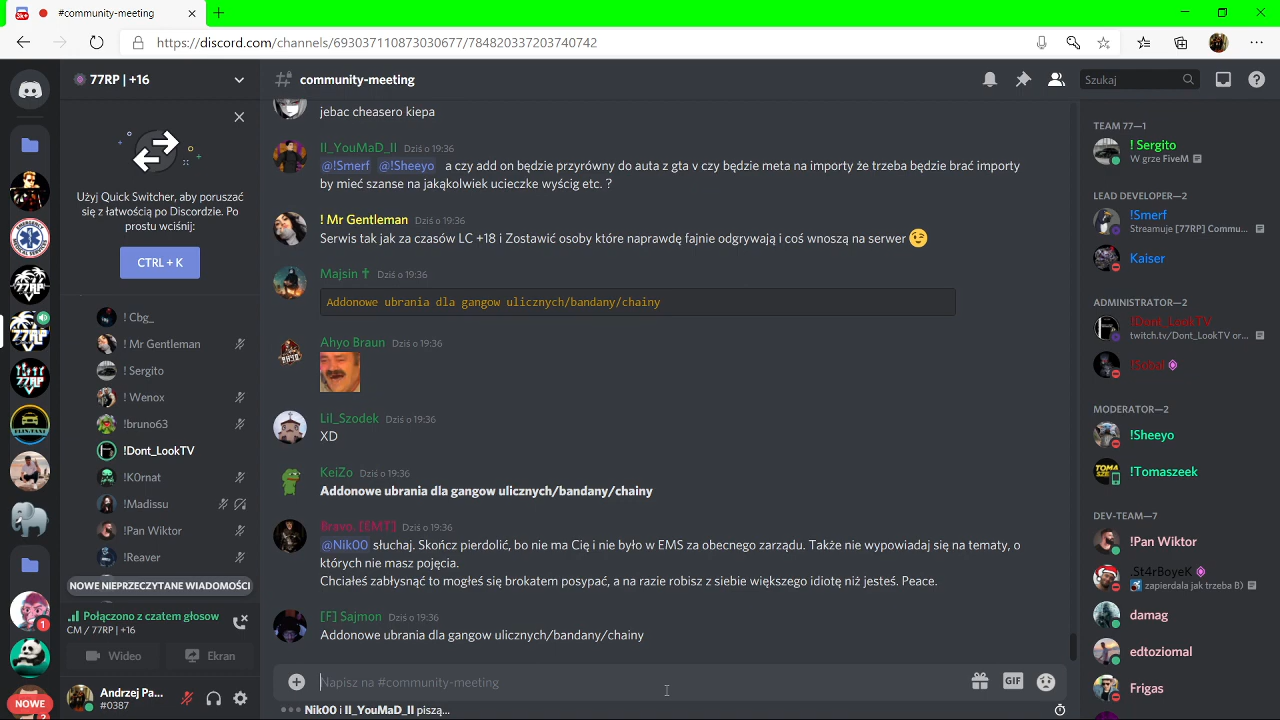 #community-meeting
https://discord.com/channels/693037110873030677/784820337203740742
77RP | +16
community-meeting
Szukaj
Użyj Quick Switcher, aby poruszać
się z łatwością po Discordzie. Po
prostu wciśnij:
CTRL + K
! Cbg_
! Mr Gentleman
! Sergito
! Wenox
!bruno63
!Dont_LookTV
!K0rnat
!Madissu
!Pan Wiktor
!Reaver
NOWE NIEPRZECZYTANE WIADOMOŚCI
Połączono z czatem głosow
CM / 77RP | +16
Wideo
Ekran
Andrzej Pa...
#0387
NOWE
1
jebac cheasero kiepa
II_YouMaD_II Dziś o 19:36
@!Smerf @!Sheeyo a czy add on będzie przyrówny do auta z gta v czy będzie meta na importy że trzeba będzie brać importy
by mieć szanse na jakąkolwiek ucieczke wyścig etc. ?
! Mr Gentleman Dziś o 19:36
Serwis tak jak za czasów LC +18 i Zostawić osoby które naprawdę fajnie odgrywają i coś wnoszą na serwer 😉
Majsin ✝ Dziś o 19:36
Addonowe ubrania dla gangow ulicznych/bandany/chainy
Ahyo Braun Dziś o 19:36
Lil_Szodek Dziś o 19:36
XD
KeiZo Dziś o 19:36
Addonowe ubrania dla gangow ulicznych/bandany/chainy
Bravo. [EMT] Dziś o 19:36
@Nik00 słuchaj. Skończ pierdolić, bo nie ma Cię i nie było w EMS za obecnego zarządu. Także nie wypowiadaj się na tematy, o
których nie masz pojęcia.
Chciałeś zabłysnąć to mogłeś się brokatem posypać, a na razie robisz z siebie większego idiotę niż jesteś. Peace.
[F] Sajmon Dziś o 19:36
Addonowe ubrania dla gangow ulicznych/bandany/chainy
Napisz na #community-meeting
GIF
Nik00 i II_YouMaD_II piszą...
TEAM 77—1
! Sergito
W grze FiveM
LEAD DEVELOPER—2
!Smerf
Streamuje [77RP] Commu...
Kaiser
ADMINISTRATOR—2
!Dont_LookTV
twitch.tv/Dont_LookTV or...
MODERATOR—2
!Sheeyo
!Tomaszeek
DEV-TEAM—7
!Pan Wiktor
.St4rBoyeK
zapierdala jak trzeba B)
damag
edtoziomal
Frigas